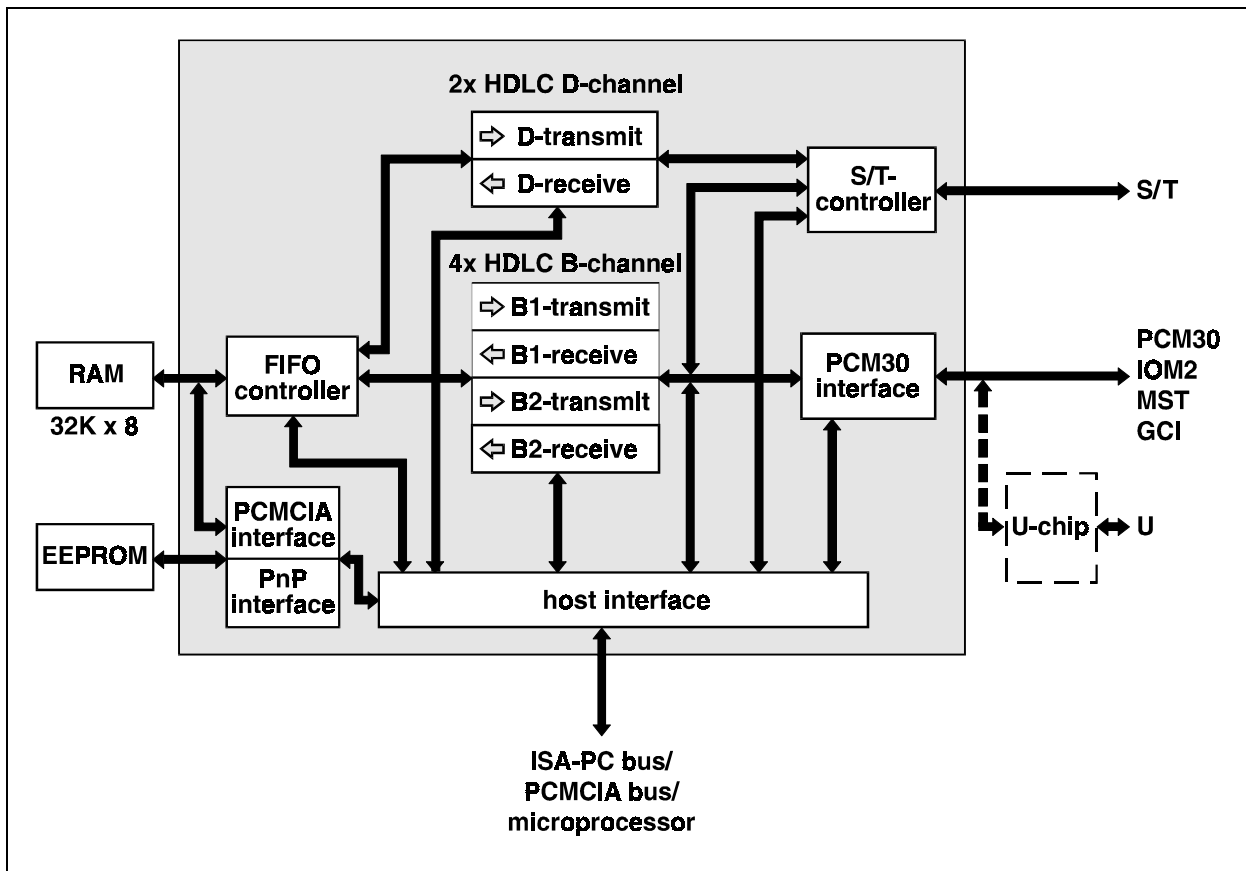 2x HDLC D-channel
D-transmit
D-receive
S/T-
controller
S/T
4x HDLC B-channel
B1-transmit
B1-receive
B2-transmit
B2-receive
RAM
32K x 8
FIFO
controller
PCM30
interface
PCM30
IOM2
MST
GCI
EEPROM
PCMCIA
interface
PnP
interface
U-chip
U
host interface
ISA-PC bus/
PCMCIA bus/
microprocessor